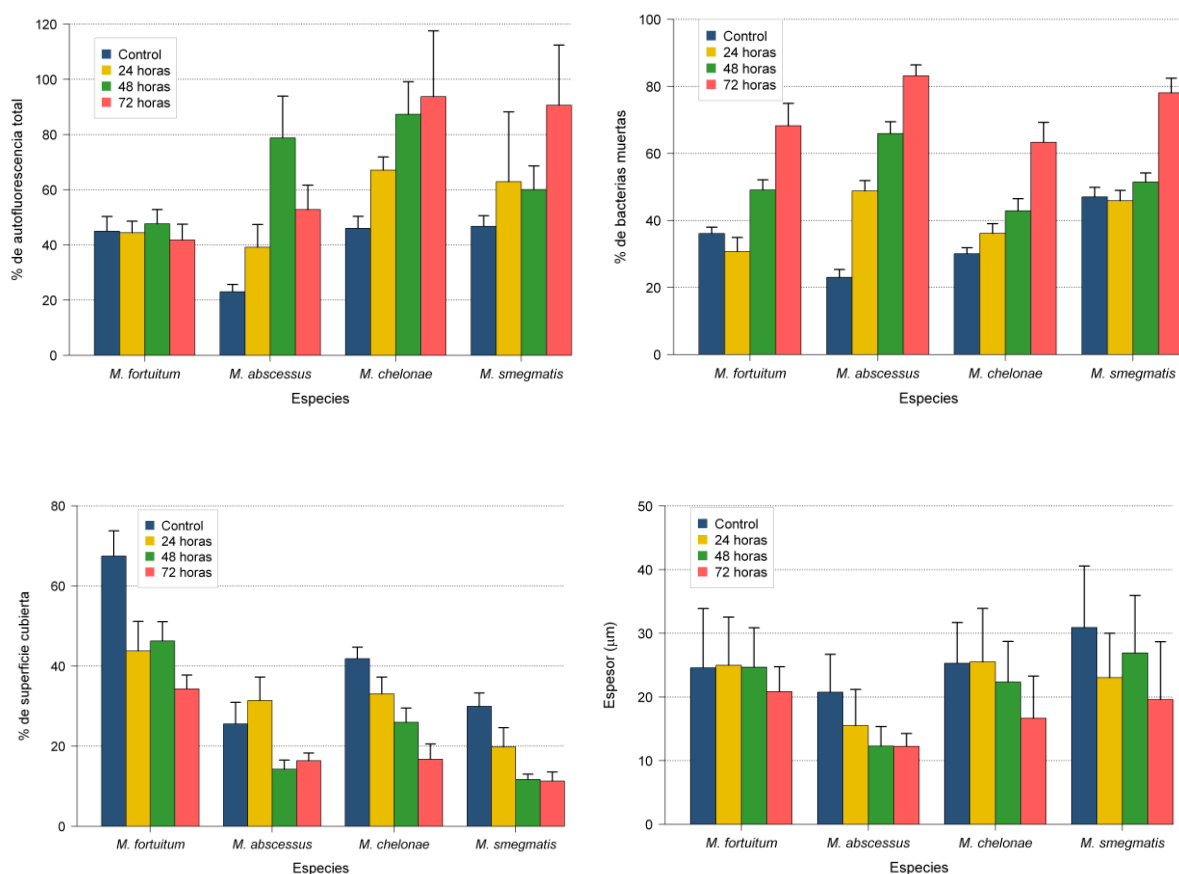 % de autofluorescencia total
120
100
80
60
40
20
0
Control
24 horas
48 horas
72 horas
M. fortuitum
M. abscessus
M. chelonae
M. smegmatis
Especies
% de bacterias muertas
100
80
60
40
20
0
Control
24 horas
48 horas
72 horas
M. fortuitum
M. abscessus
M. chelonae
M. smegmatis
Especies
% de superficie cubierta
80
60
40
20
0
Control
24 horas
48 horas
72 horas
M. fortuitum
M. abscessus
M. chelonae
M. smegmatis
Especies
Espesor (µm)
50
40
30
20
10
0
Control
24 horas
48 horas
72 horas
M. fortuitum
M. abscessus
M. chelonae
M. smegmatis
Especies